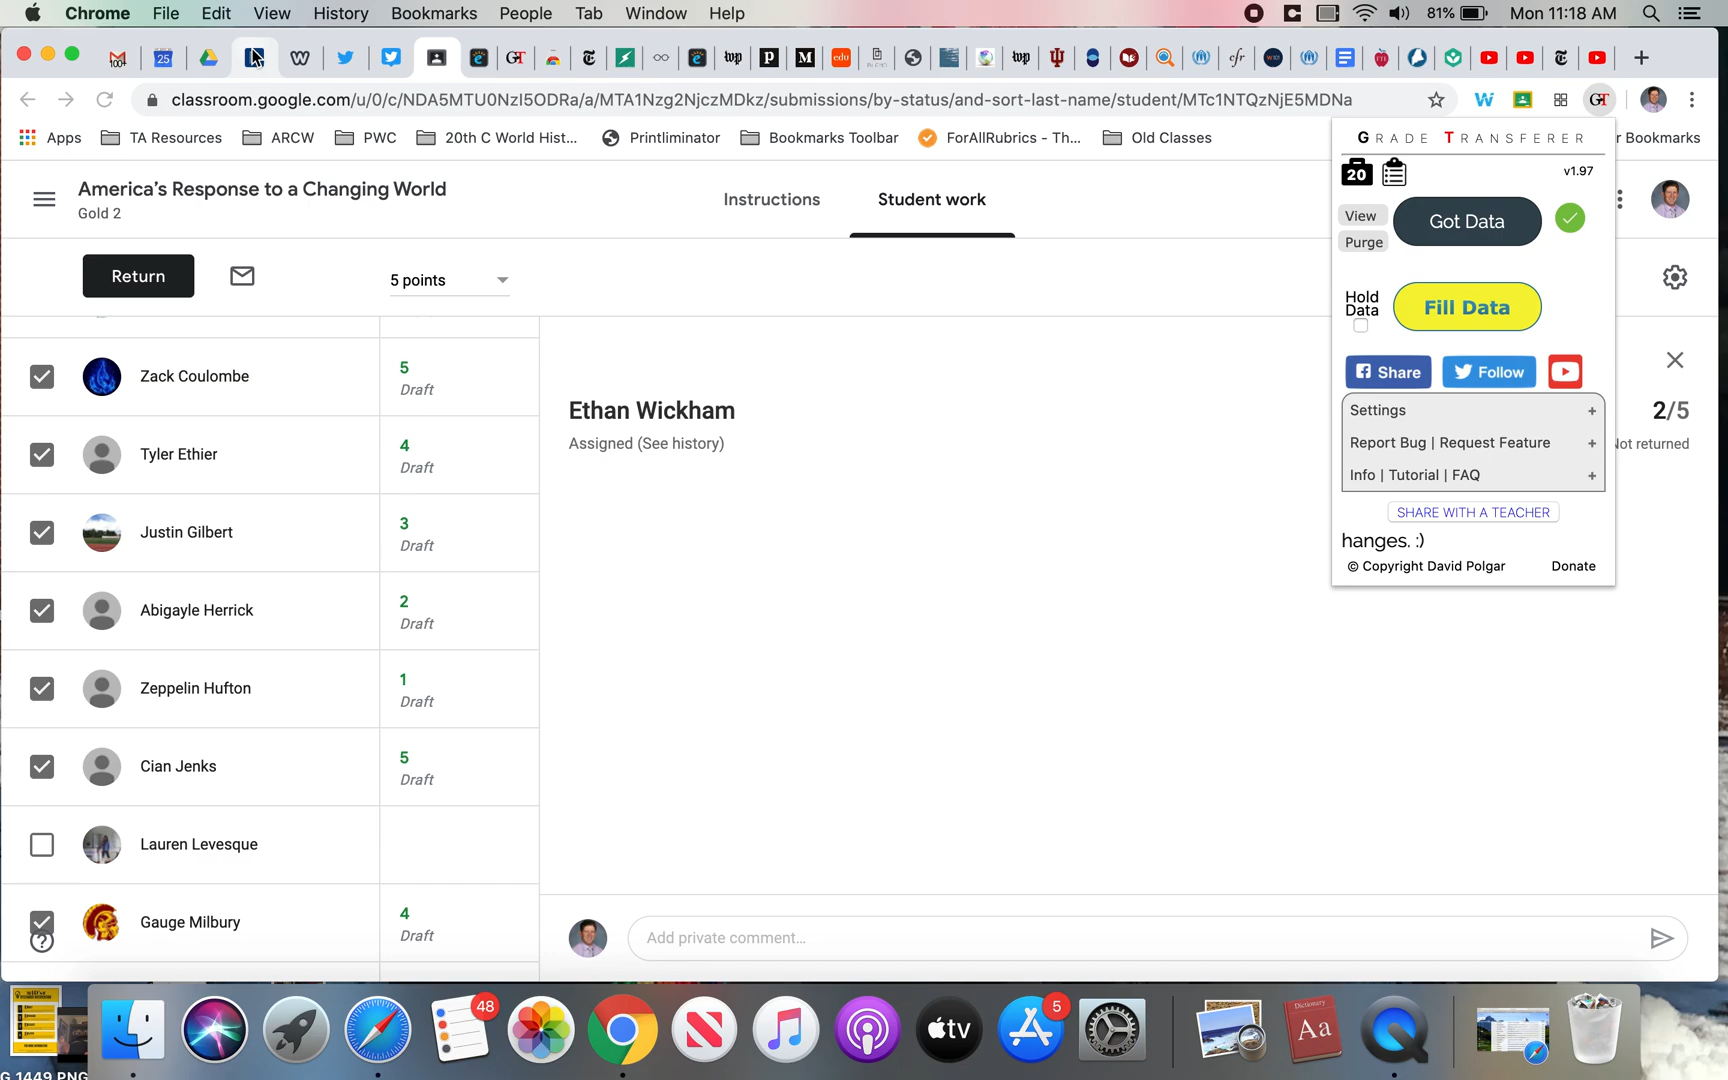 Chrome File Edit View History Bookmarks People Tab Window Help 81% Mon 11:18 AM
classroom.google.com/u/0/c/NDA5MTU0NzI5ODRa/a/MTA1Nzg2NjczMDkz/submissions/by-status/and-sort-last-name/student/MTc1NTQzNjE5MDNa
Apps TA Resources ARCW PWC 20th C World Hist... Printliminator Bookmarks Toolbar ForAllRubrics - Th... Old Classes r Bookmarks
GRADE TRANSFERER
20
v1.97
View
Purge
Got Data
Hold
Data
Fill Data
Share Follow
Settings +
Report Bug | Request Feature +
Info | Tutorial | FAQ +
SHARE WITH A TEACHER
hanges. :)
© Copyright David Polgar Donate
America's Response to a Changing World
Gold 2
Instructions Student work
Return
5 points
Zack Coulombe 5
Draft
Tyler Ethier 4
Draft
Justin Gilbert 3
Draft
Abigayle Herrick 2
Draft
Zeppelin Hufton 1
Draft
Cian Jenks 5
Draft
Lauren Levesque
Gauge Milbury 4
Draft
Ethan Wickham
Assigned (See history)
2/5
Not returned
Add private comment...
48
tv
5
Aa
G 1449.PNG